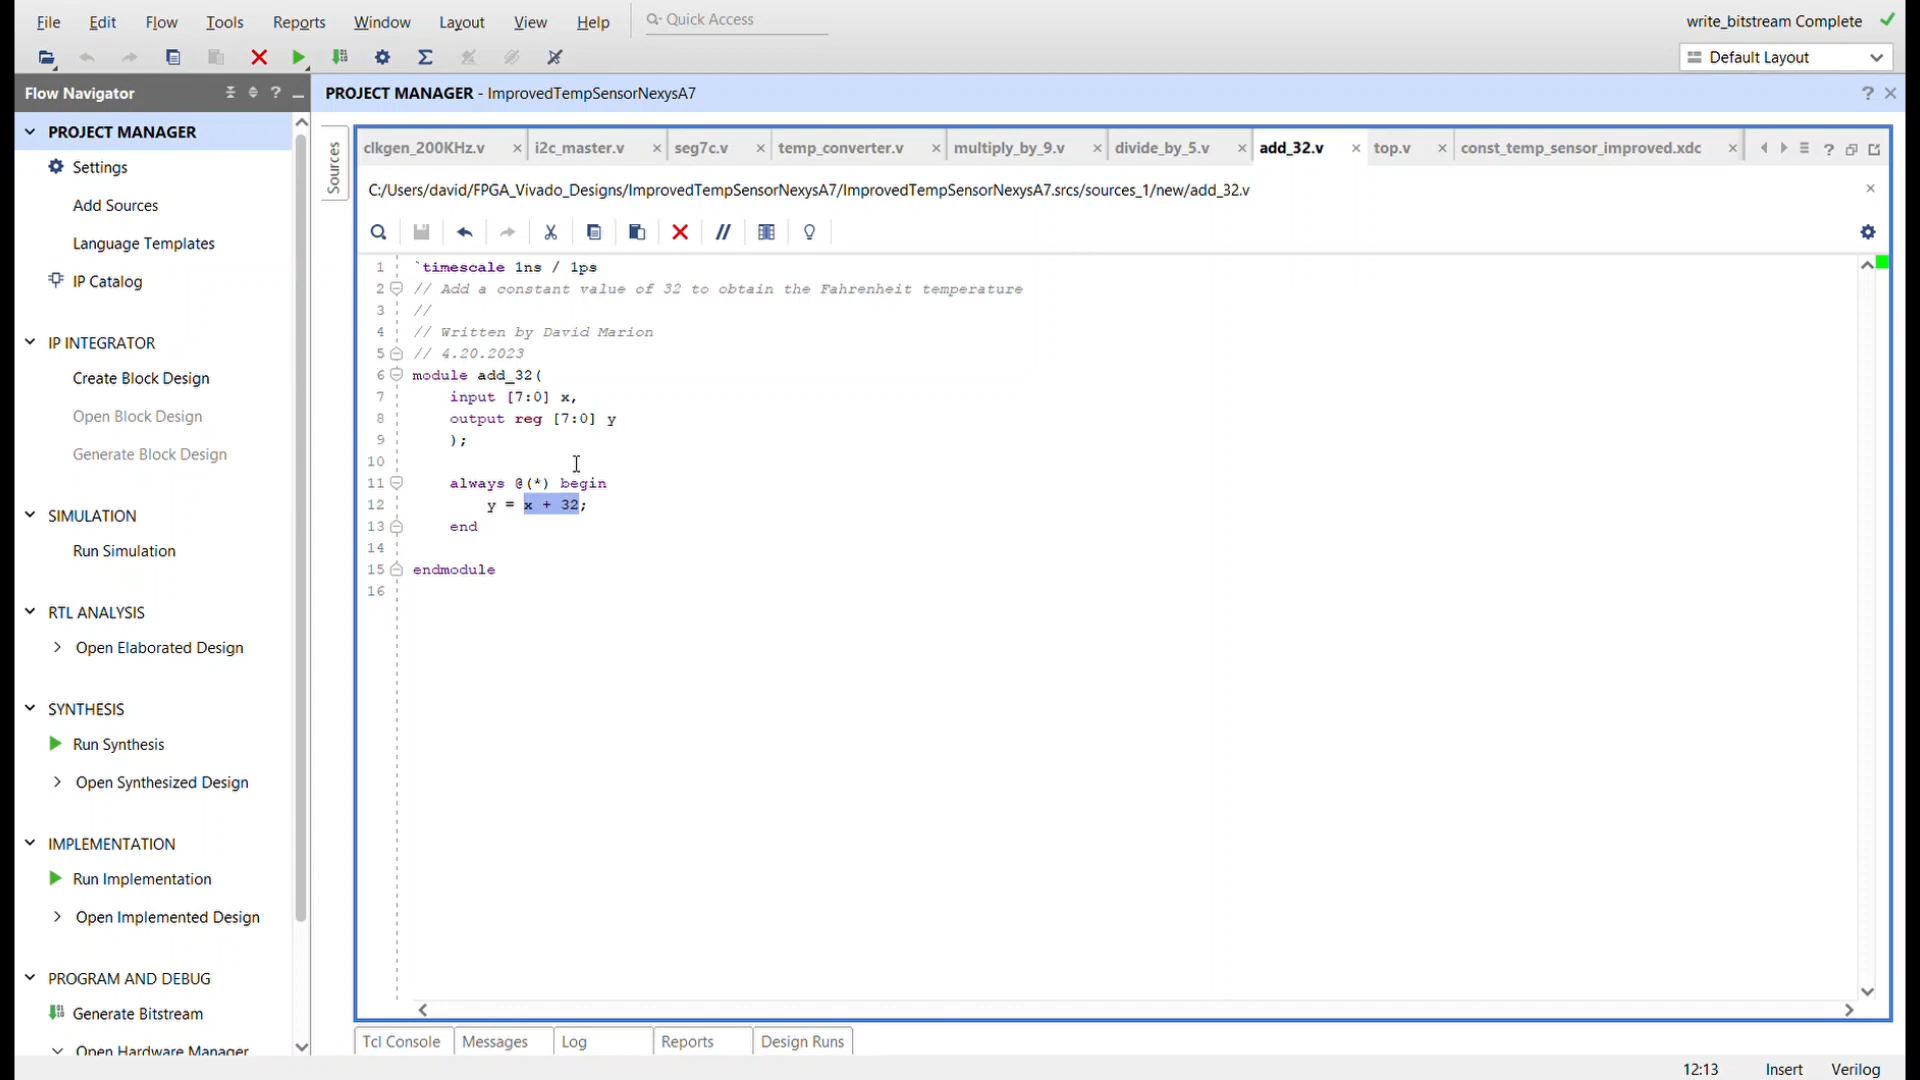 File Edit Flow Tools Reports Window Layout View Help Quick Access write_bitstream Complete
Default Layout
Flow Navigator
PROJECT MANAGER - ImprovedTempSensorNexysA7
PROJECT MANAGER
Settings
Add Sources
Language Templates
IP Catalog
IP INTEGRATOR
Create Block Design
Open Block Design
Generate Block Design
SIMULATION
Run Simulation
RTL ANALYSIS
Open Elaborated Design
SYNTHESIS
Run Synthesis
Open Synthesized Design
IMPLEMENTATION
Run Implementation
Open Implemented Design
PROGRAM AND DEBUG
Generate Bitstream
Open Hardware Manager
Sources
clkgen_200KHz.v i2c_master.v seg7c.v temp_converter.v multiply_by_9.v divide_by_5.v add_32.v top.v const_temp_sensor_improved.xdc
C:/Users/david/FPGA_Vivado_Designs/ImprovedTempSensorNexysA7/ImprovedTempSensorNexysA7.srcs/sources_1/new/add_32.v
1 `timescale 1ns / 1ps
2 // Add a constant value of 32 to obtain the Fahrenheit temperature
3 //
4 // Written by David Marion
5 // 4.20.2023
6 module add_32(
7 input [7:0] x,
8 output reg [7:0] y
9 );
10
11 always @(*) begin
12 y = x + 32;
13 end
14
15 endmodule
16
Tcl Console Messages Log Reports Design Runs
12:13 Insert Verilog